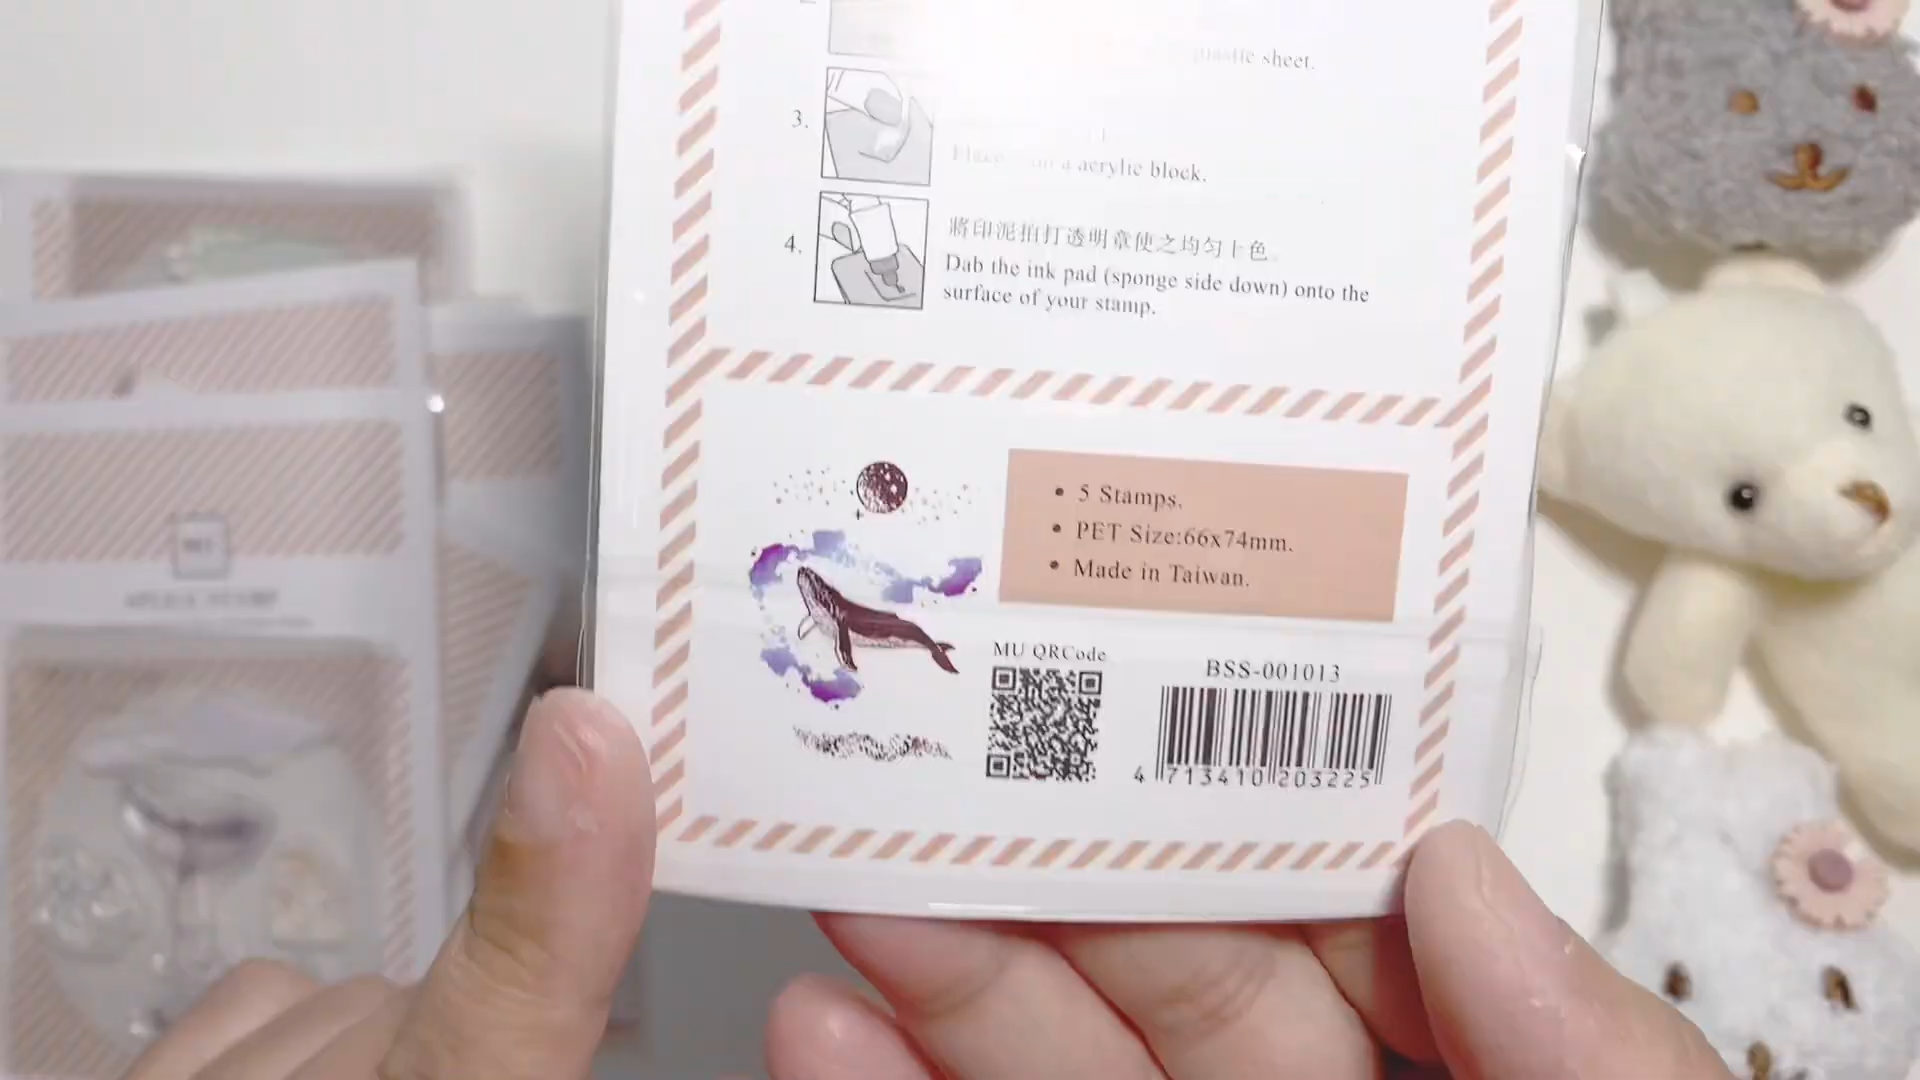 plastic sheet.
3.
a acrylic block.
4.
將印泥拍打透明章使之均勻上色。
Dab the ink pad (sponge side down) onto the
surface of your stamp.
• 5 Stamps.
• PET Size:66x74mm.
• Made in Taiwan.
MU QRCode
BSS-001013
4 713410 203225